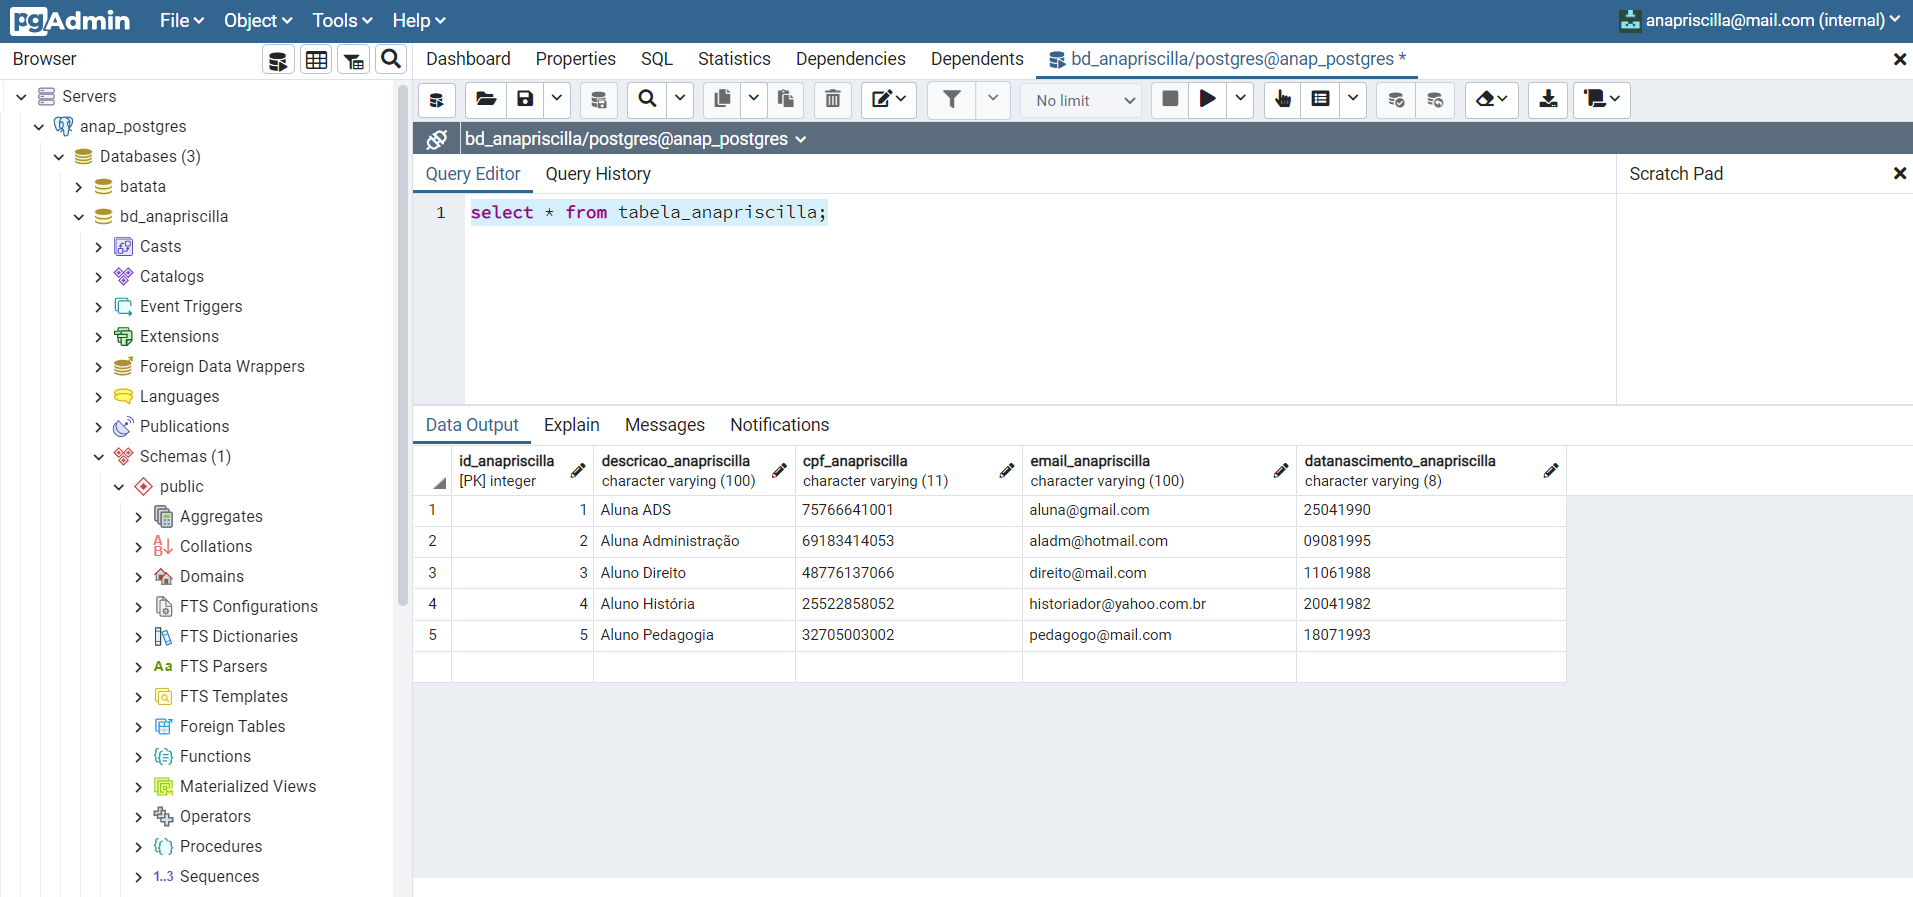 pgAdmin File Object Tools Help anapriscilla@mail.com (internal)
Browser
Dashboard Properties SQL Statistics Dependencies Dependents bd_anapriscilla/postgres@anap_postgres *
No limit
bd_anapriscilla/postgres@anap_postgres
Query Editor Query History
Scratch Pad
1 select * from tabela_anapriscilla;
Servers
anap_postgres
Databases (3)
batata
bd_anapriscilla
Casts
Catalogs
Event Triggers
Extensions
Foreign Data Wrappers
Languages
Publications
Schemas (1)
public
Aggregates
Collations
Domains
FTS Configurations
FTS Dictionaries
Aa FTS Parsers
FTS Templates
Foreign Tables
Functions
Materialized Views
Operators
Procedures
1..3 Sequences
Data Output Explain Messages Notifications
id_anapriscilla descricao_anapriscilla cpf_anapriscilla email_anapriscilla datanascimento_anapriscilla
[PK] integer character varying (100) character varying (11) character varying (100) character varying (8)
1 1 Aluna ADS 75766641001 aluna@gmail.com 25041990
2 2 Aluna Administração 69183414053 aladm@hotmail.com 09081995
3 3 Aluno Direito 48776137066 direito@mail.com 11061988
4 4 Aluno História 25522858052 historiador@yahoo.com.br 20041982
5 5 Aluno Pedagogia 32705003002 pedagogo@mail.com 18071993